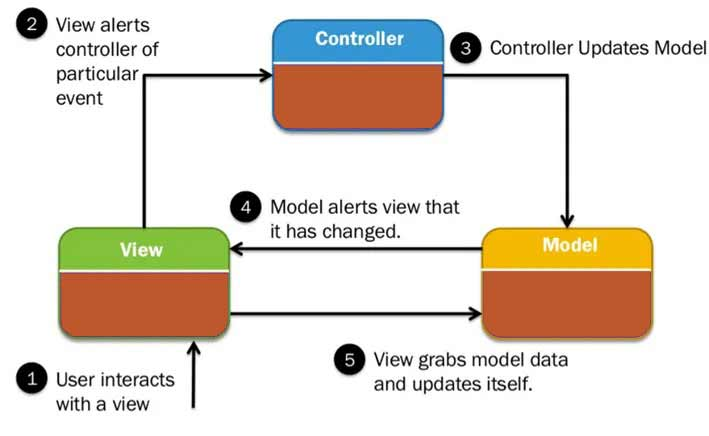 2 View alerts
controller of
particular
event
Controller
3 Controller Updates Model
4 Model alerts view that
it has changed.
View
Model
1 User interacts
with a view
5 View grabs model data
and updates itself.